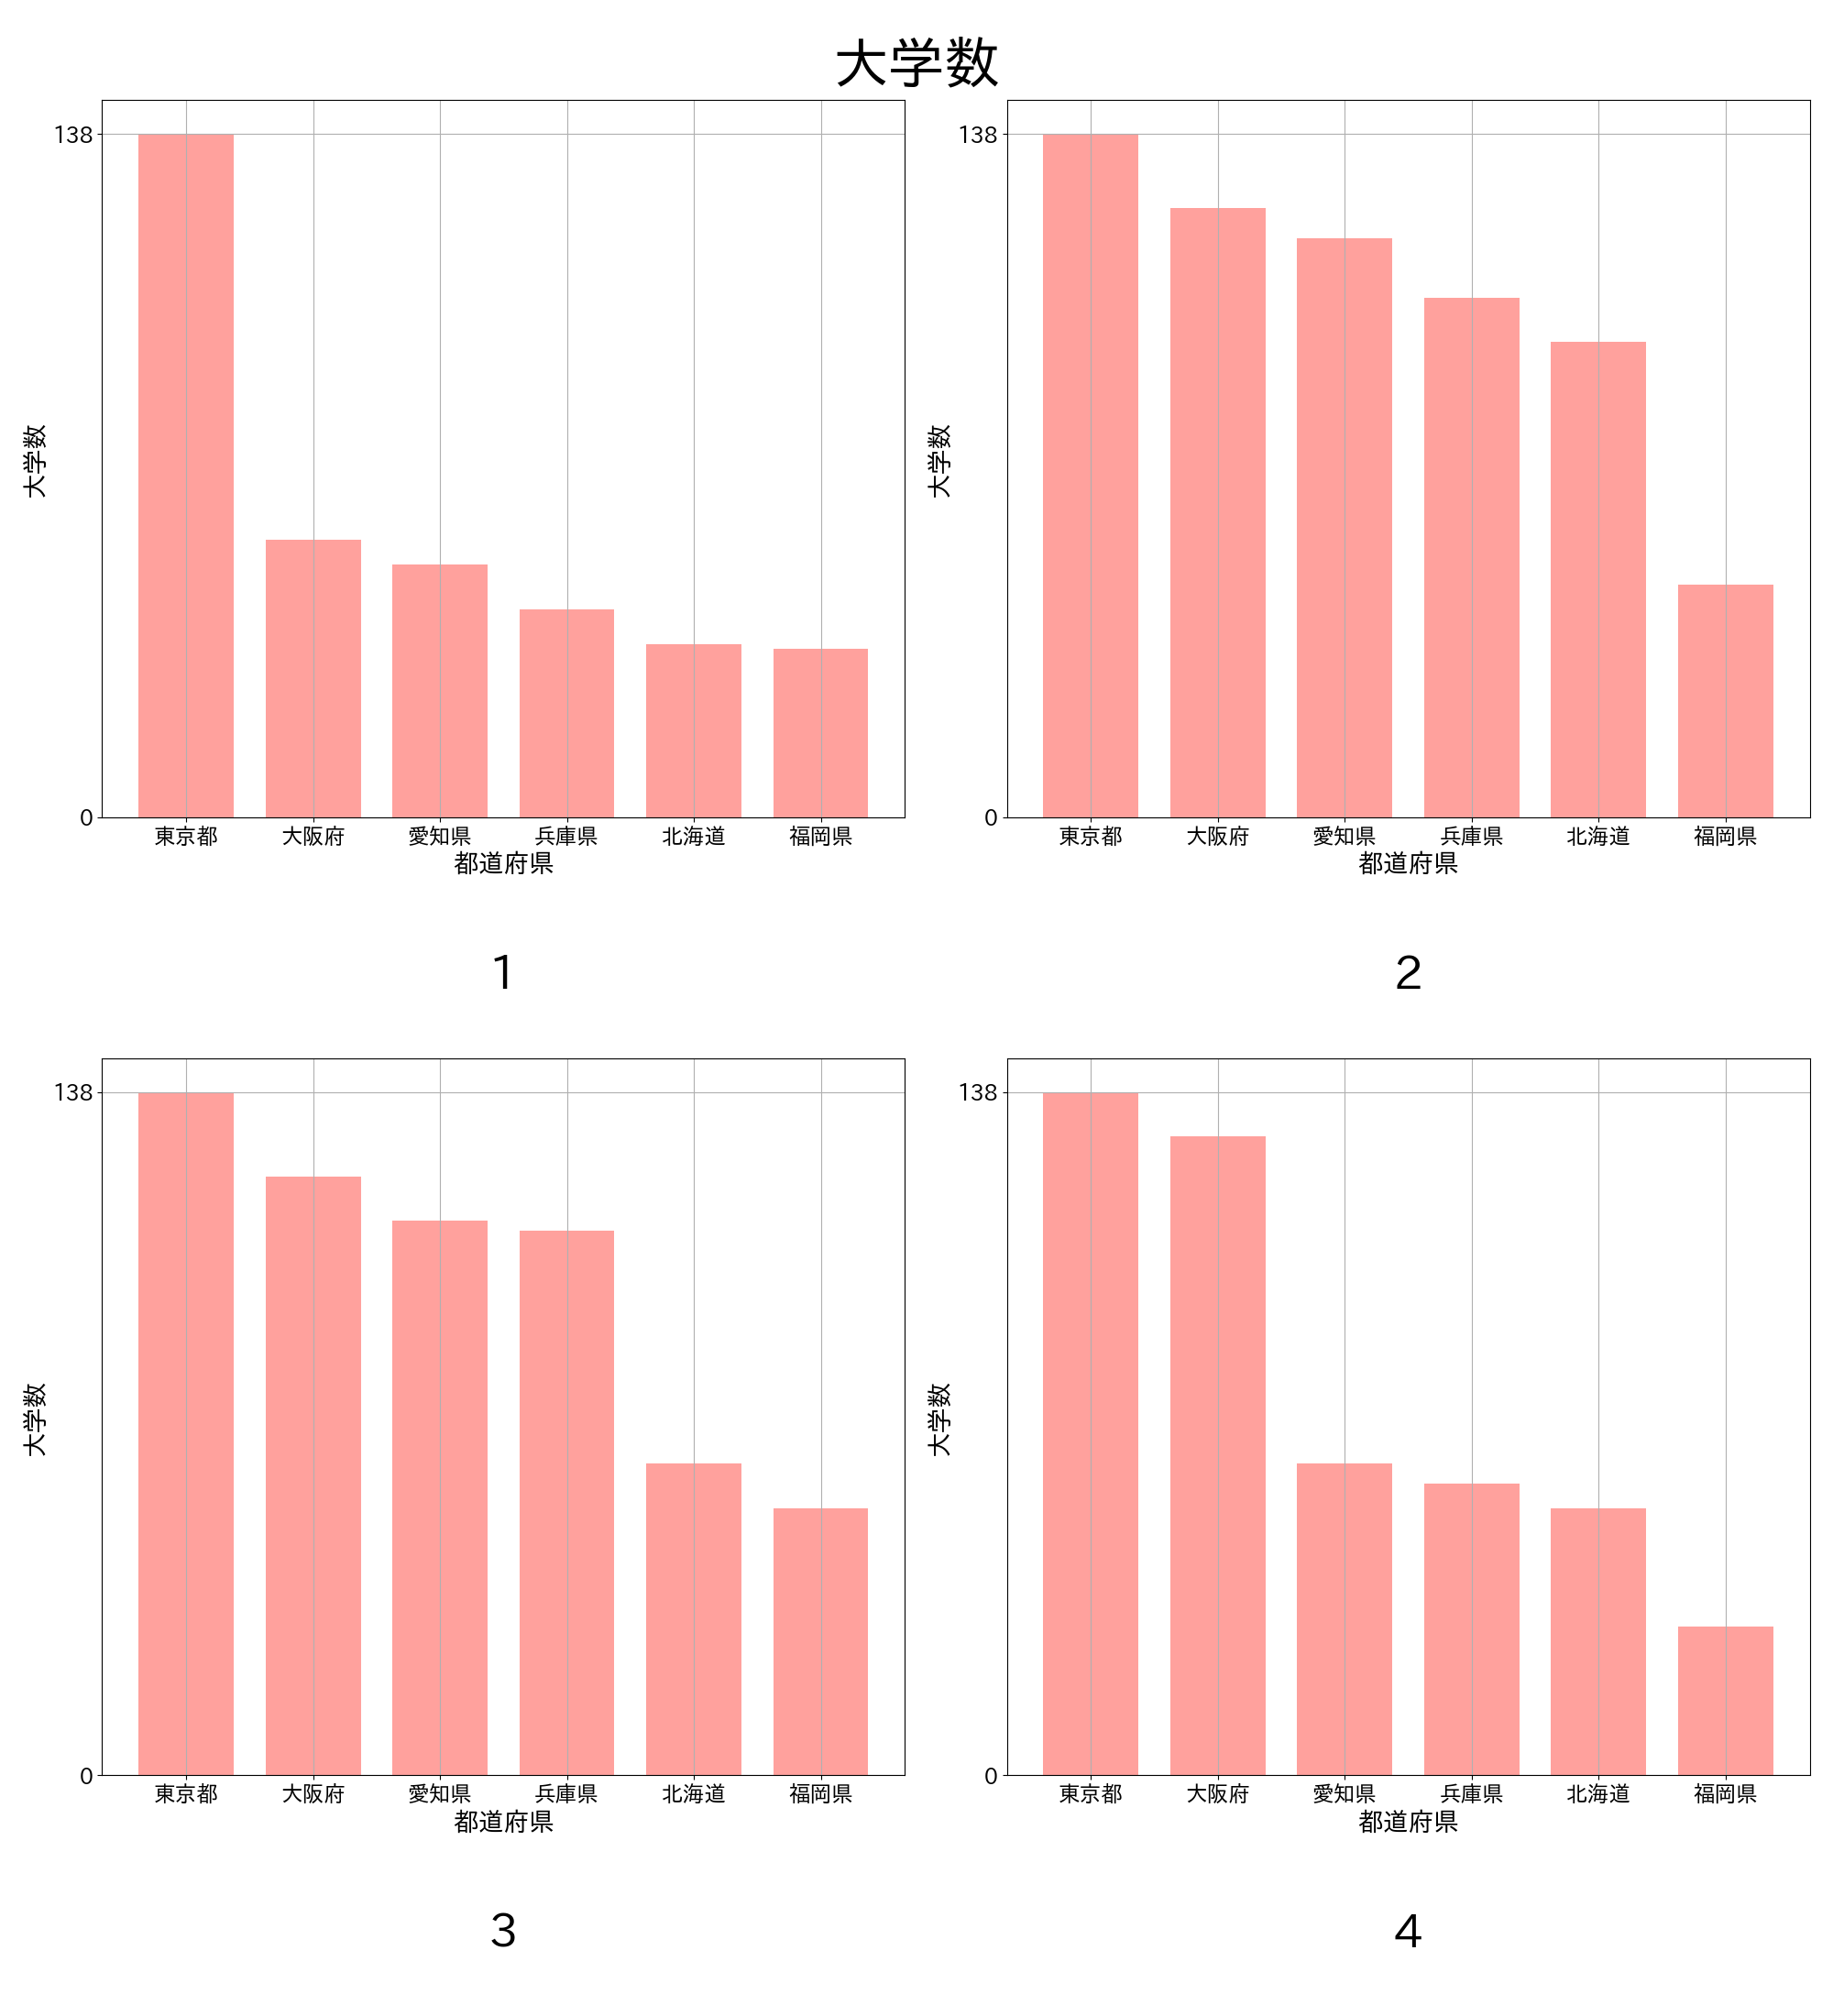 大学数
138
0
大学数
東京都 大阪府 愛知県 兵庫県 北海道 福岡県
都道府県
1
138
0
大学数
東京都 大阪府 愛知県 兵庫県 北海道 福岡県
都道府県
2
138
0
大学数
東京都 大阪府 愛知県 兵庫県 北海道 福岡県
都道府県
3
138
0
大学数
東京都 大阪府 愛知県 兵庫県 北海道 福岡県
都道府県
4